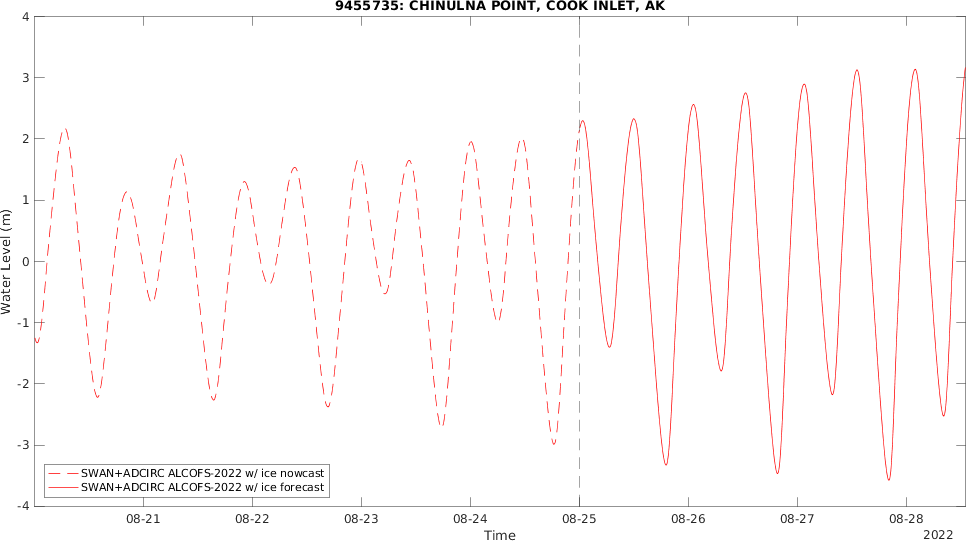 9455735: CHINULNA POINT, COOK INLET, AK
4
3
2
1
0
-1
-2
-3
-4
Water Level (m)
SWAN+ADCIRC ALCOFS-2022 w/ ice nowcast
SWAN+ADCIRC ALCOFS-2022 w/ ice forecast
08-21 08-22 08-23 08-24 08-25 08-26 08-27 08-28
Time
2022